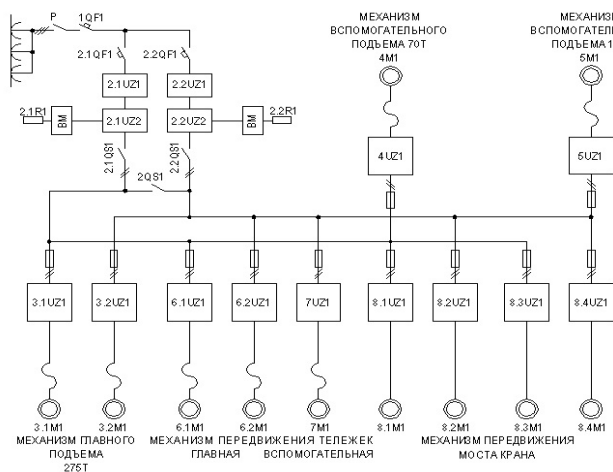 P 1QF1
МЕХАНИЗМ
ВСПОМОГАТЕЛЬНОГО
ПОДЪЕМА 70Т
4M1
ПОДЪЕМА 1
5M1
2.1QF1 2.2QF1
2.1UZ1 2.2UZ1
2.1R1 ВМ 2.1UZ2 2.2UZ2 ВМ 2.2R1
4UZ1 5UZ1
2.1QS1 2.2QS1
2QS1
3.1UZ1 3.2UZ1 6.1UZ1 6.2UZ1 7UZ1 8.1UZ1 8.2UZ1 8.3UZ1 8.4UZ1
3.1M1 3.2M1 6.1M1 6.2M1 7M1 8.1M1 8.2M1 8.3M1 8.4M1
МЕХАНИЗМ ГЛАВНОГО МЕХАНИЗМ ПЕРЕДВИЖЕНИЯ ТЕЛЕЖЕК МЕХАНИЗМ ПЕРЕДВИЖЕНИЯ
ПОДЪЕМА ГЛАВНАЯ ВСПОМОГАТЕЛЬНАЯ МОСТА КРАНА
275Т